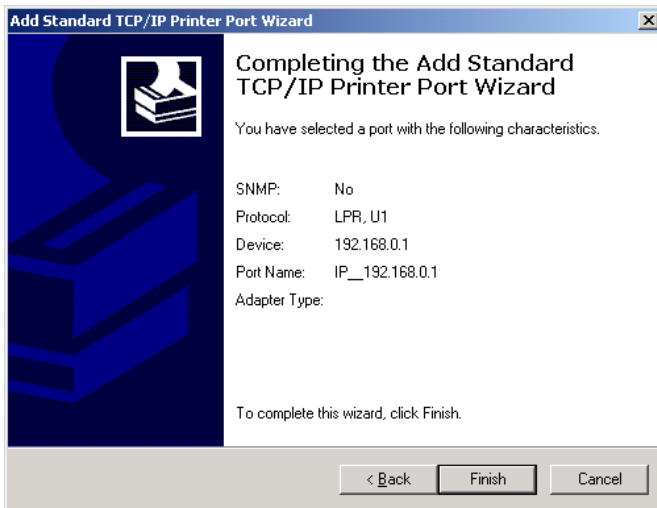 Add Standard TCP/IP Printer Port Wizard
Completing the Add Standard
TCP/IP Printer Port Wizard
You have selected a port with the following characteristics.
SNMP: No
Protocol: LPR, U1
Device: 192.168.0.1
Port Name: IP__192.168.0.1
Adapter Type:
To complete this wizard, click Finish.
< Back Finish Cancel